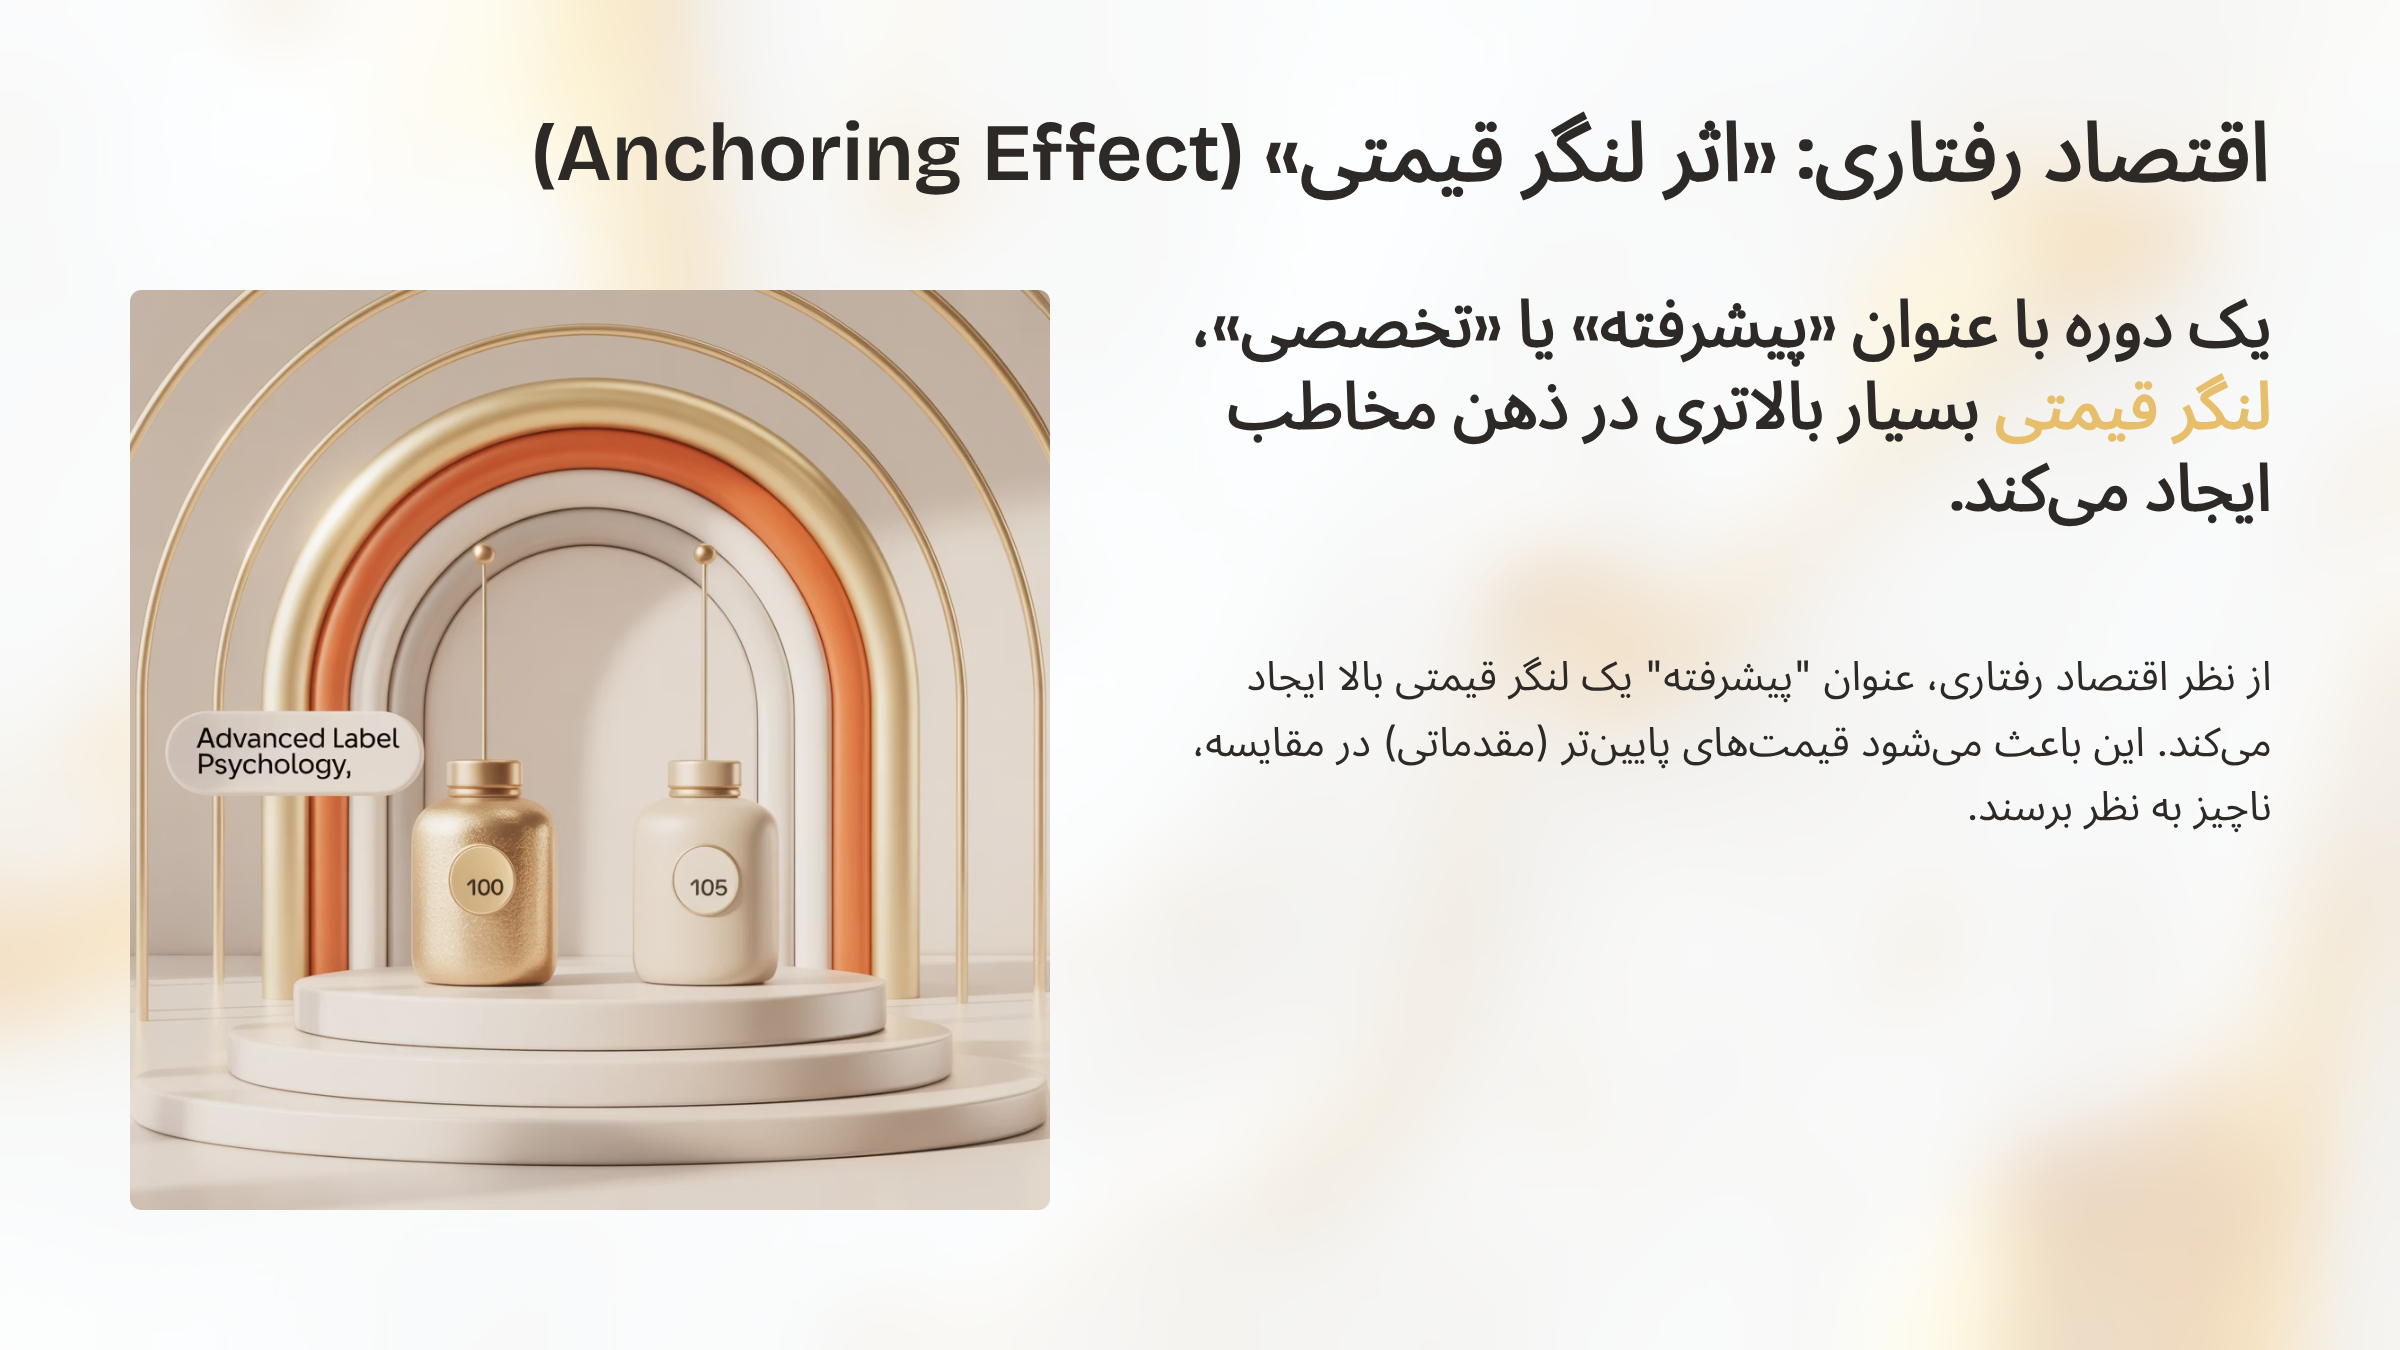 اقتصاد رفتاری: «اثر لنگر قیمتی» (Anchoring Effect)
یک دوره با عنوان «پیشرفته» یا «تخصصی»،
لنگر قیمتی بسیار بالاتری در ذهن مخاطب
ایجاد می‌کند.
از نظر اقتصاد رفتاری، عنوان "پیشرفته" یک لنگر قیمتی بالا ایجاد
می‌کند. این باعث می‌شود قیمت‌های پایین‌تر (مقدماتی) در مقایسه،
ناچیز به نظر برسند.
Advanced Label
Psychology,
100
105